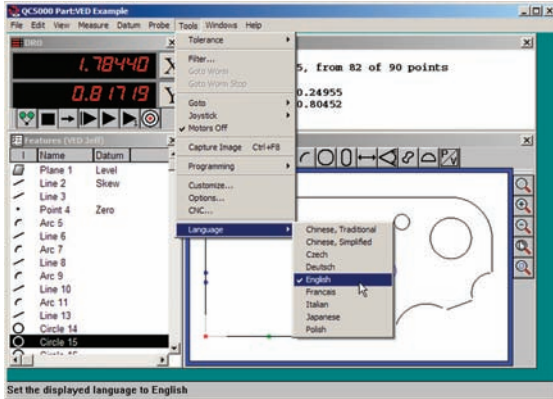 QC5000 Part:VED Example
File Edit View Measure Datum Probe Tools Windows Help
DRO
1.78440 X
0.81719 Y
Tolerance
Filter...
Goto Worm
Goto Worm Stop
Goto
Joystick
Motors Off
Capture Image Ctrl+F8
Programming
Customize...
Options...
CNC...
Language
5, from 82 of 90 points
0.24955
0.80452
Features (VED Jeff)
I Name Datum
Plane 1 Level
Line 2 Skew
Line 3
Point 4 Zero
Arc 5
Line 6
Arc 7
Line 8
Arc 9
Line 10
Arc 11
Line 13
Circle 14
Circle 15
Chinese, Traditional
Chinese, Simplified
Czech
Deutsch
English
Francais
Italian
Japanese
Polish
Set the displayed language to English